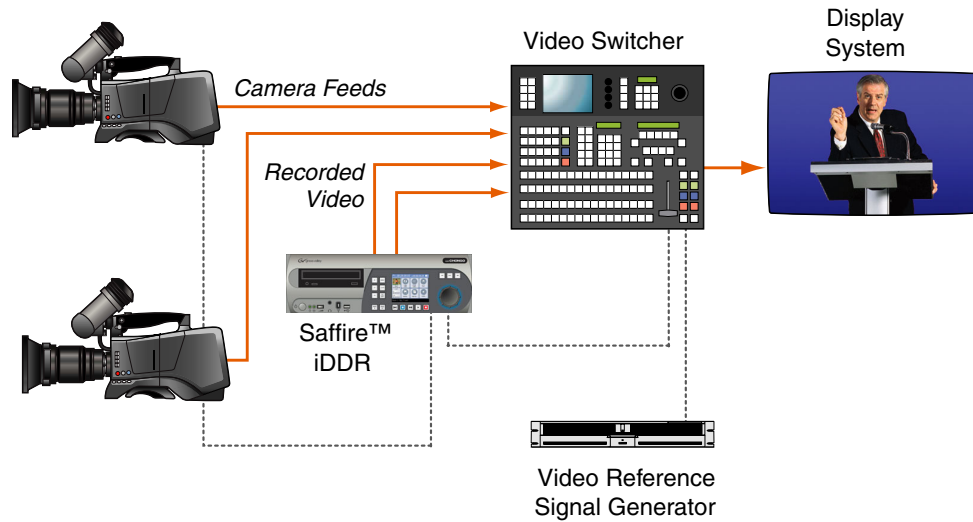 Display
System
Video Switcher
Camera Feeds
Recorded
Video
Saffire™
iDDR
Video Reference
Signal Generator